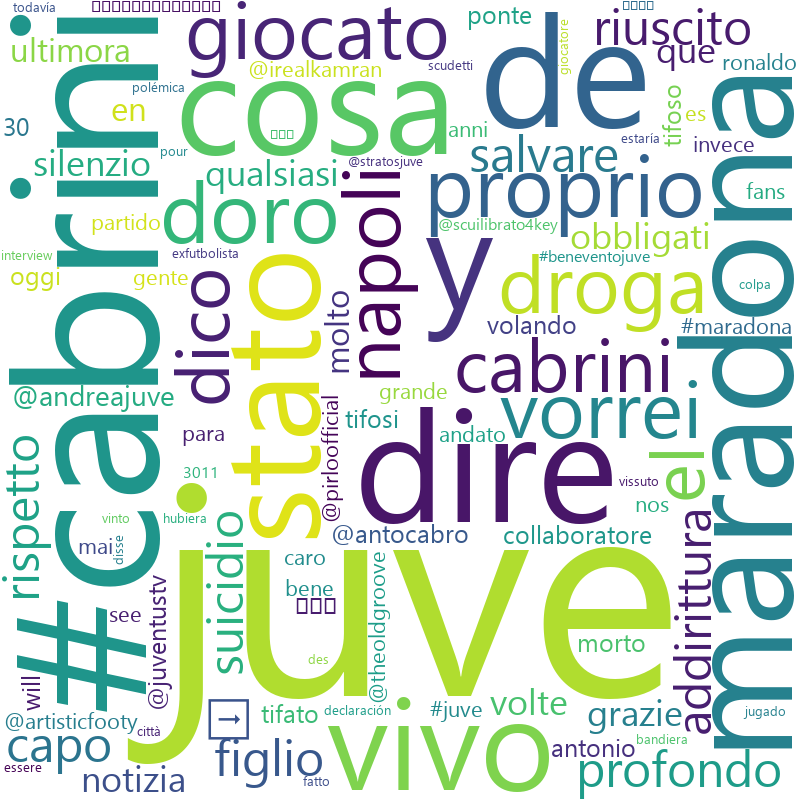 todavía
ultimora
giocato
@irealkamran
scudetti
ponte
giocatore
riuscito
que
ronaldo
polémica
30
en
#cabrini
cosa
de
anni
tifoso
es
estaría
invece
silenzio
pour
qualsiasi
@stratosjuve
salvare
fans
partido
doro
napoli
proprio
@scuilibrato4key
obbligati
maradona
interview
oggi
gente
exfutbolista
y
#beneventojuve
droga
colpa
dico
stato
molto
volando
#maradona
cabrini
@andreajuve
grande
vorrei
para
@pirloofficial
tifosi
andato
dire
el
rispetto
3011
vissuto
nos
vinto
hubiera
suicidio
@antocabro
collaboratore
addirittura
mai
disse
caro
bene
juve
@theoldgroove
see
@juventustv
morto
des
will
@artisticfooty
città
→
tifato
declaración
#juve
volte
grazie
jugado
capo
figlio
vivo
antonio
bandiera
essere
notizia
fatto
profondo